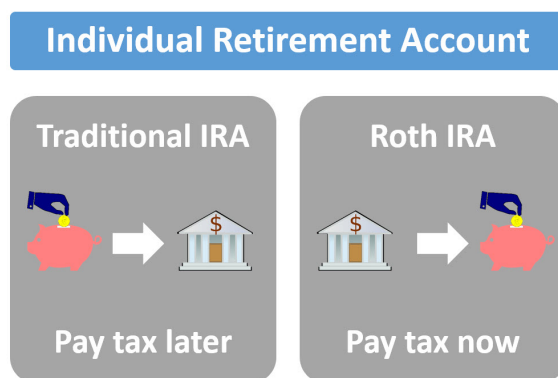 Individual Retirement Account
Traditional IRA
$
Pay tax later
Roth IRA
$
Pay tax now